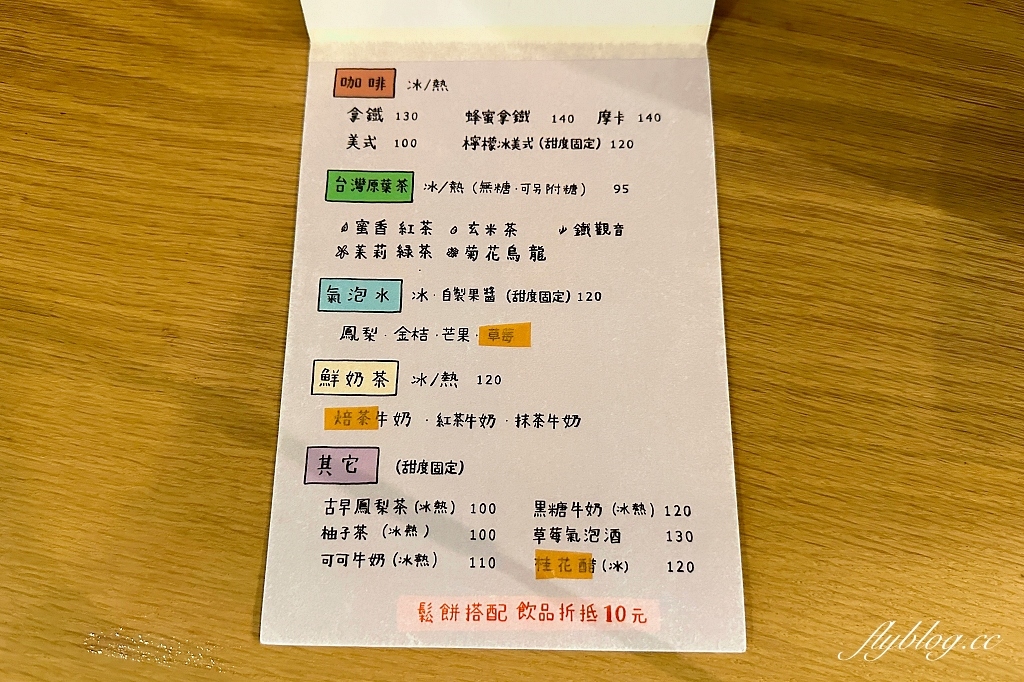 咖啡 冰/熱
拿鐵 130 蜂蜜拿鐵 140 摩卡 140
美式 100 檸檬冰美式(甜度固定) 120
台灣原葉茶 冰/熱(無糖·可另附糖) 95
蜜香紅茶 玄米茶 鐵觀音
茉莉綠茶 菊花烏龍
氣泡水 冰·自製果醬(甜度固定) 120
鳳梨·金桔·芒果·草莓
鮮奶茶 冰/熱 120
焙茶牛奶·紅茶牛奶·抹茶牛奶
其它 (甜度固定)
古早鳳梨茶(冰熱) 100 黑糖牛奶(冰熱) 120
柚子茶(冰熱) 100 草莓氣泡酒 130
可可牛奶(冰熱) 110 桂花醋(冰) 120
鬆餅搭配 飲品折抵10元
flyblog.cc